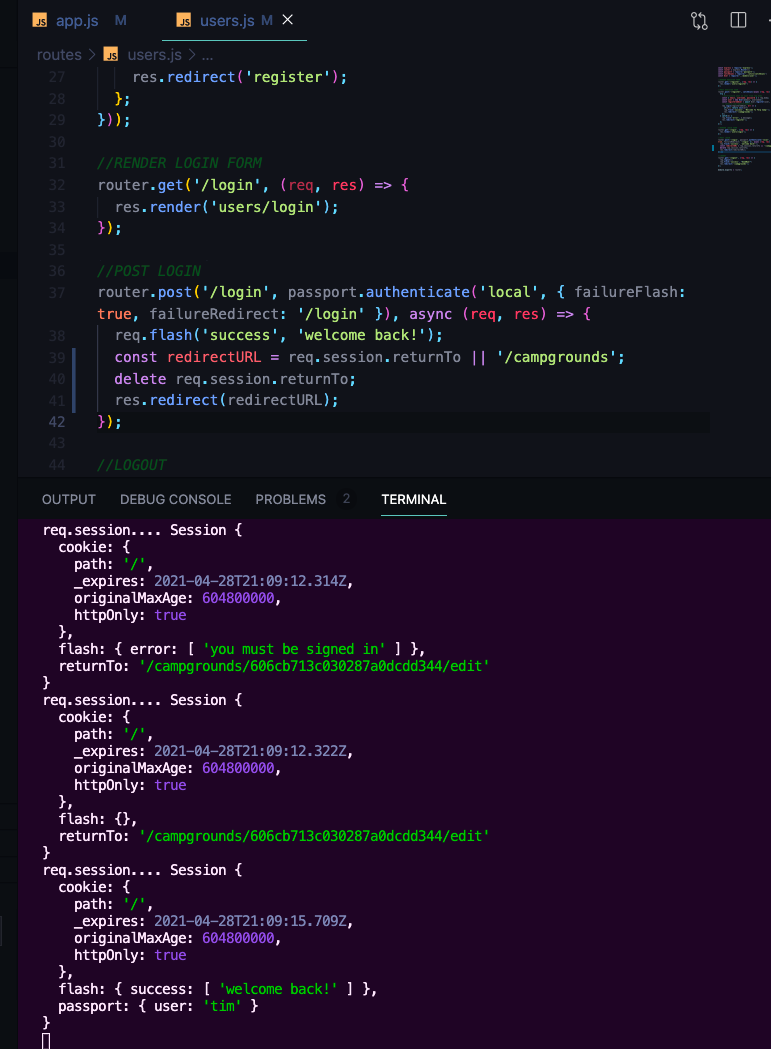 JS app.js M JS users.js M ×
routes > JS users.js > ...
27 res.redirect('register');
28 };
29 }));
30
31 //RENDER LOGIN FORM
32 router.get('/login', (req, res) => {
33 res.render('users/login');
34 });
35
36 //POST LOGIN
37 router.post('/login', passport.authenticate('local', { failureFlash:
true, failureRedirect: '/login' }), async (req, res) => {
38 req.flash('success', 'welcome back!');
39 const redirectURL = req.session.returnTo || '/campgrounds';
40 delete req.session.returnTo;
41 res.redirect(redirectURL);
42 });
43
44 //LOGOUT
OUTPUT DEBUG CONSOLE PROBLEMS 2 TERMINAL
req.session.... Session {
cookie: {
path: '/',
_expires: 2021-04-28T21:09:12.314Z,
originalMaxAge: 604800000,
httpOnly: true
},
flash: { error: [ 'you must be signed in' ] },
returnTo: '/campgrounds/606cb713c030287a0dcdd344/edit'
}
req.session.... Session {
cookie: {
path: '/',
_expires: 2021-04-28T21:09:12.322Z,
originalMaxAge: 604800000,
httpOnly: true
},
flash: {},
returnTo: '/campgrounds/606cb713c030287a0dcdd344/edit'
}
req.session.... Session {
cookie: {
path: '/',
_expires: 2021-04-28T21:09:15.709Z,
originalMaxAge: 604800000,
httpOnly: true
},
flash: { success: [ 'welcome back!' ] },
passport: { user: 'tim' }
}